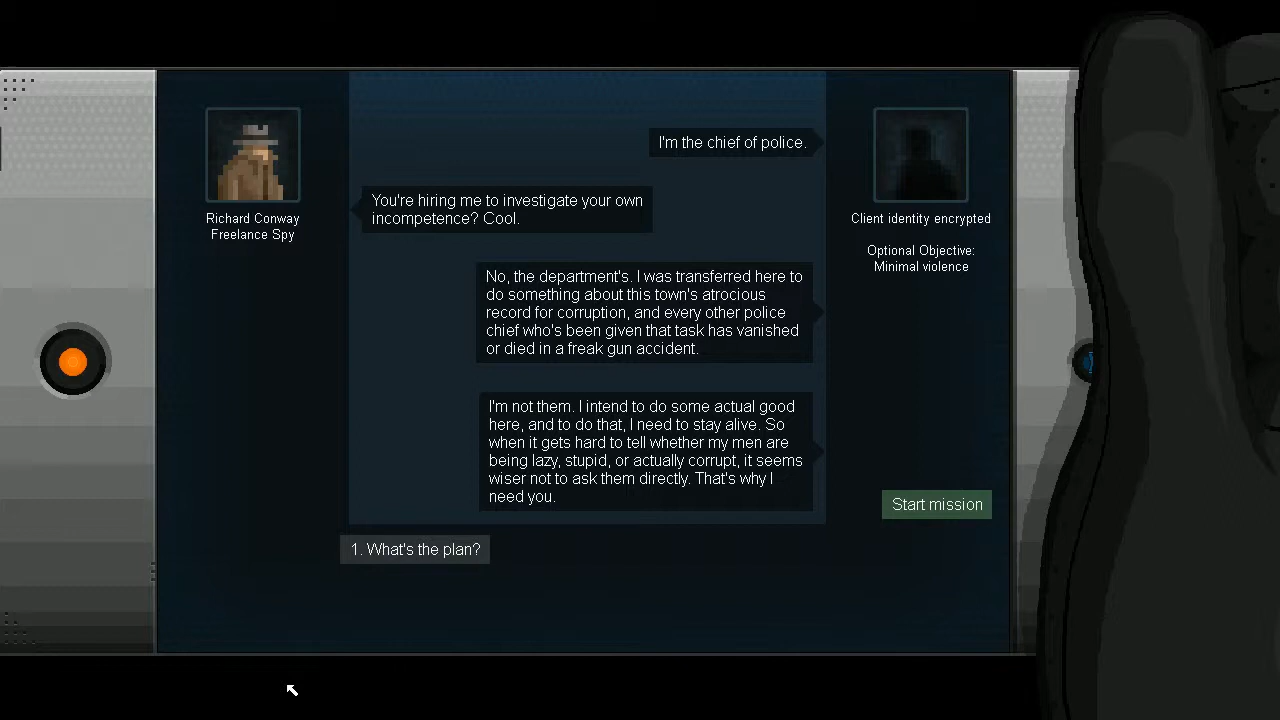 I'm the chief of police.
Richard Conway
Freelance Spy
You're hiring me to investigate your own
incompetence? Cool.
Client identity encrypted
Optional Objective:
Minimal violence
No, the department's. I was transferred here to
do something about this town's atrocious
record for corruption, and every other police
chief who's been given that task has vanished
or died in a freak gun accident.
I'm not them. I intend to do some actual good
here, and to do that, I need to stay alive. So
when it gets hard to tell whether my men are
being lazy, stupid, or actually corrupt, it seems
wiser not to ask them directly. That's why I
need you.
Start mission
1. What's the plan?